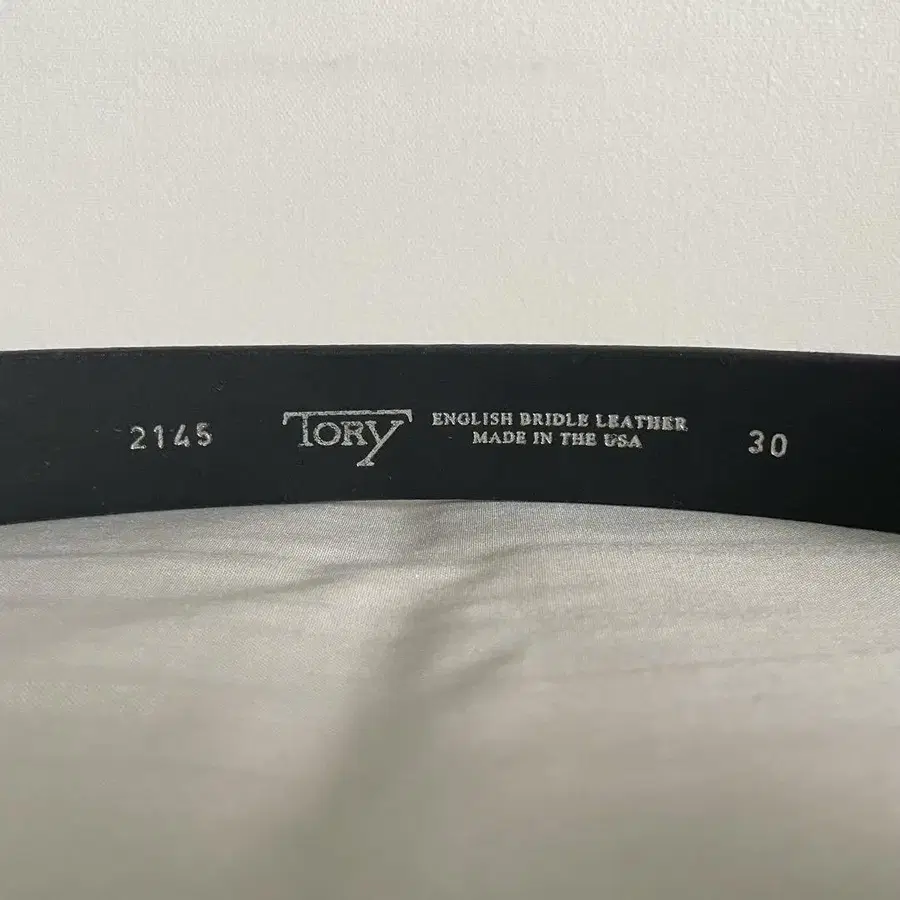 2145
TORY
ENGLISH BRIDLE LEATHER
MADE IN THE USA
30